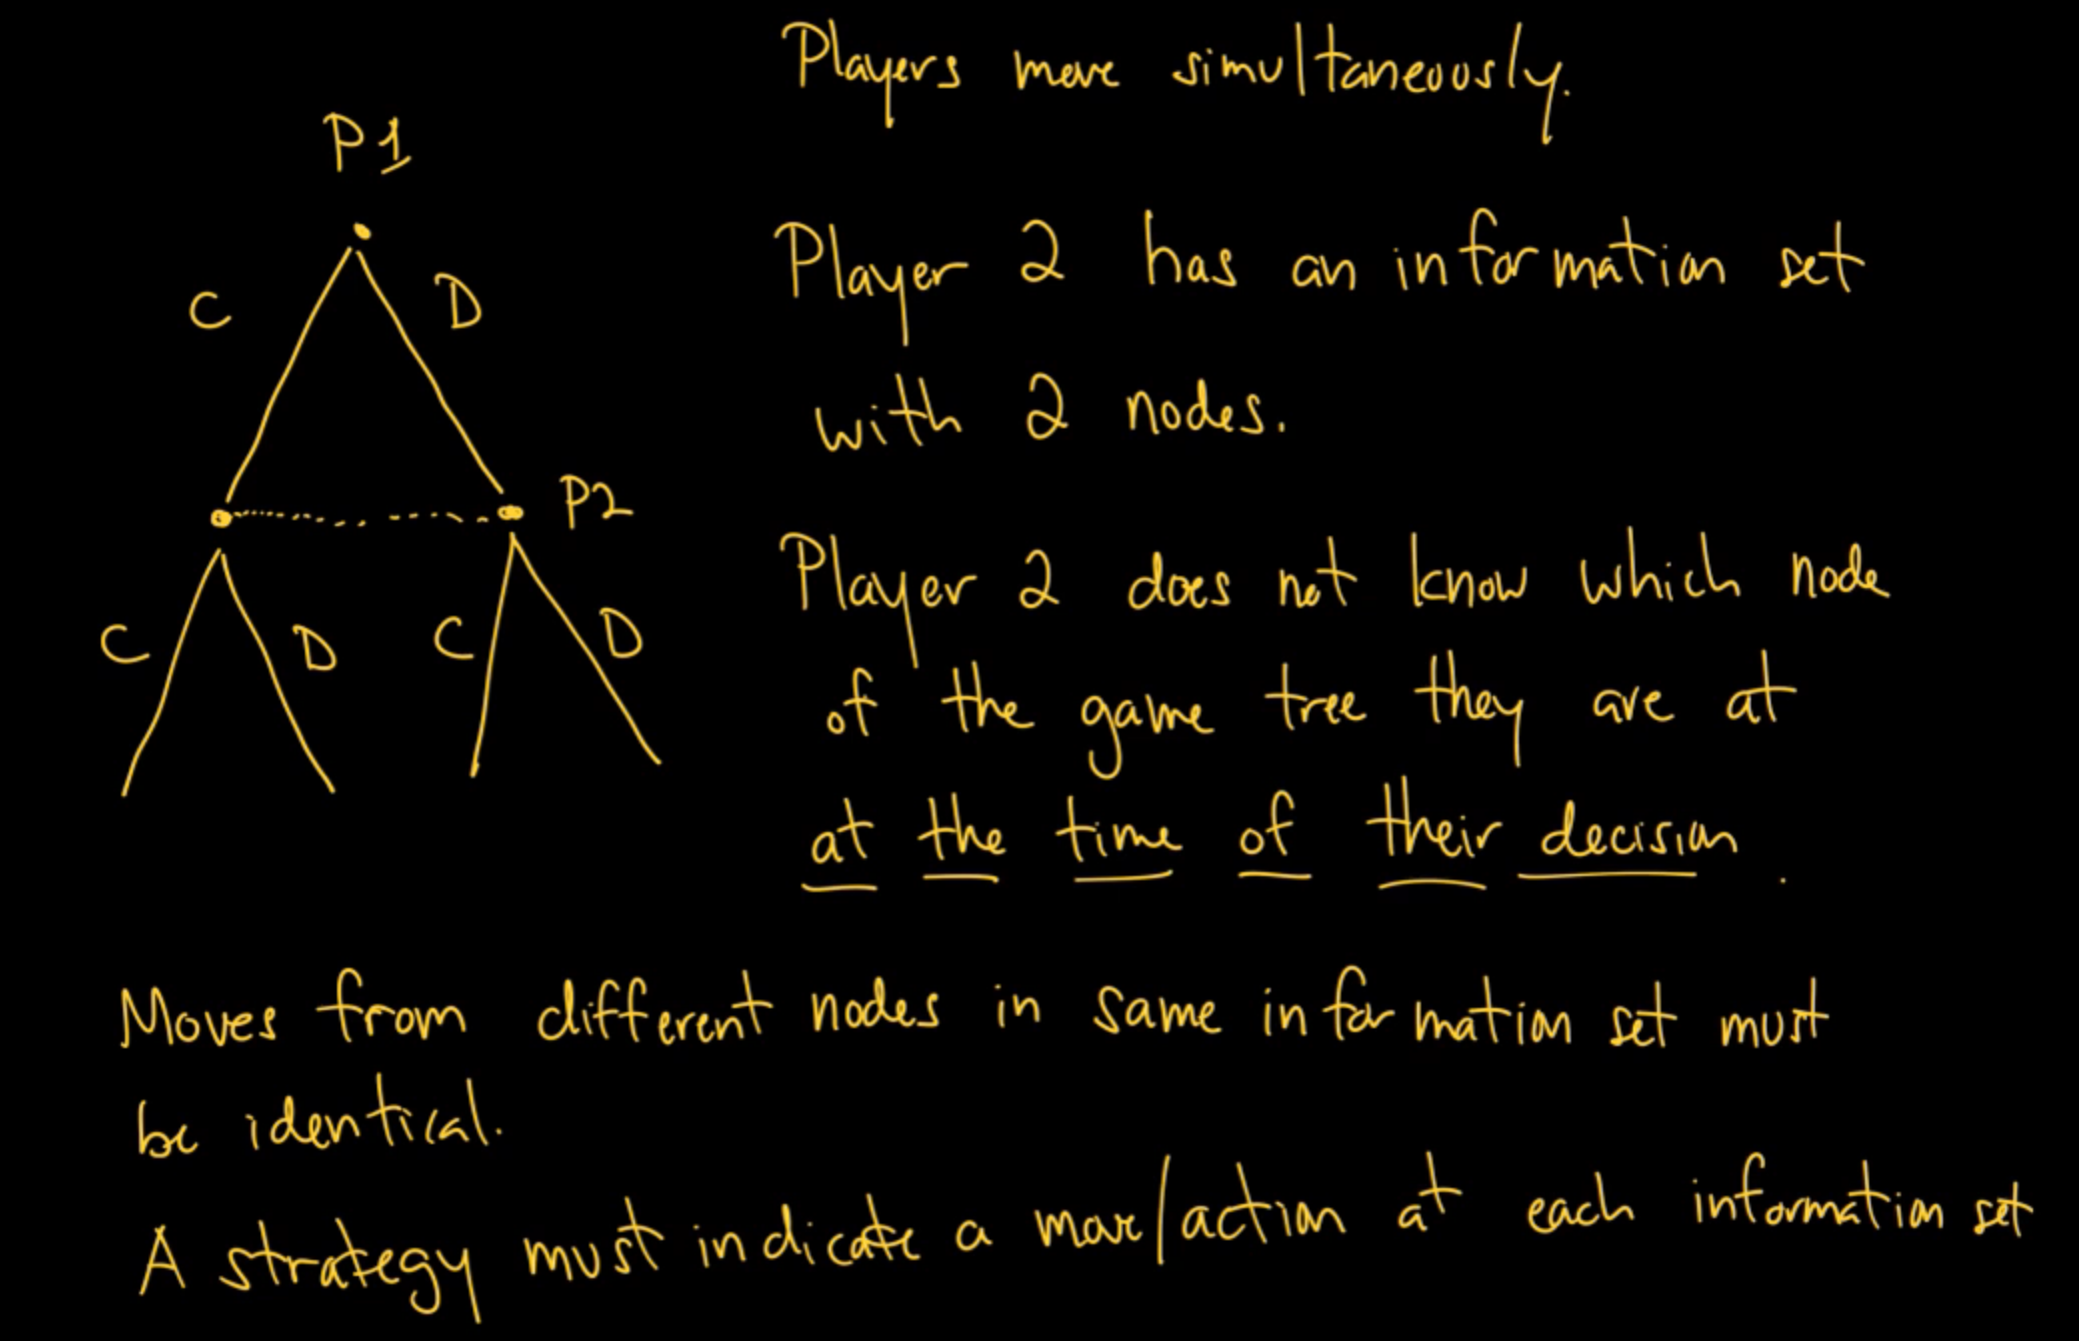 Players move simultaneously.
P1
C D
Player 2 has an information set
with 2 nodes.
P2
Player 2 does not know which node
C D C D
of the game tree they are at
at the time of their decision.
Moves from different nodes in same information set must
be identical.
A strategy must indicate a move/action at each information set